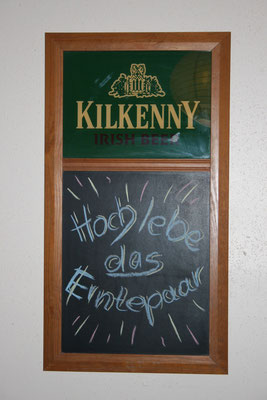 KILKENNY
IRISH BEER
Hoch lebe
das
Erntepaar